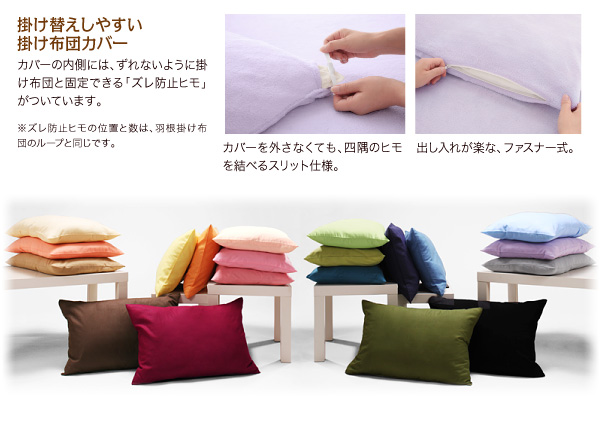 掛け替えしやすい
掛け布団カバー
カバーの内側には、ずれないように掛
け布団と固定できる「ズレ防止ヒモ」
がついています。
※ズレ防止ヒモの位置と数は、羽根掛け布
団のループと同じです。
カバーを外さなくても、四隅のヒモ
を結べるスリット仕様。
出し入れが楽な、ファスナー式。